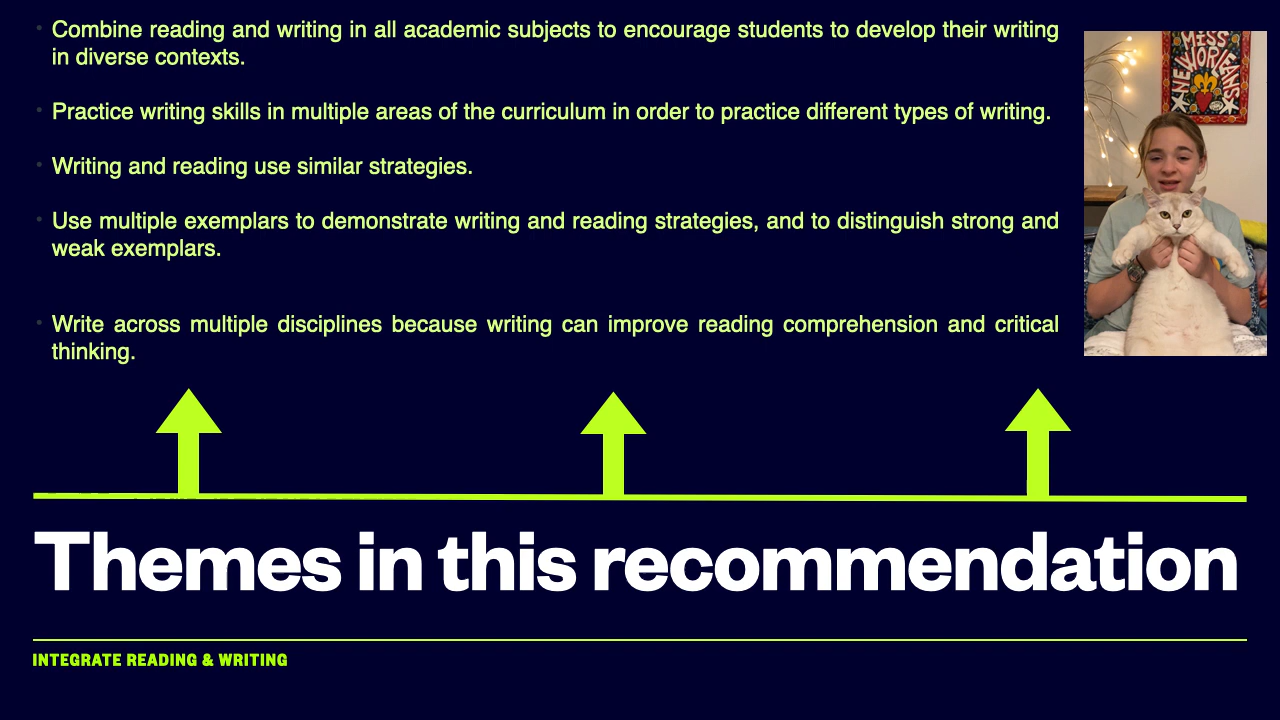 Combine reading and writing in all academic subjects to encourage students to develop their writing
in diverse contexts.
Practice writing skills in multiple areas of the curriculum in order to practice different types of writing.
Writing and reading use similar strategies.
Use multiple exemplars to demonstrate writing and reading strategies, and to distinguish strong and
weak exemplars.
Write across multiple disciplines because writing can improve reading comprehension and critical
thinking.
MISS
NEW ORLEANS
Themes in this recommendation
INTEGRATE READING & WRITING